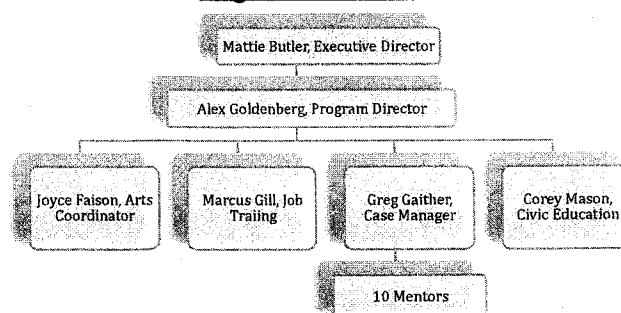 Mattie Butler, Executive Director
Alex Goldenberg, Program Director
Joyce Faison, Arts
Coordinator
Marcus Gill, Job
Traiing
Greg Gaither,
Case Manager
Corey Mason,
Civic Education
10 Mentors